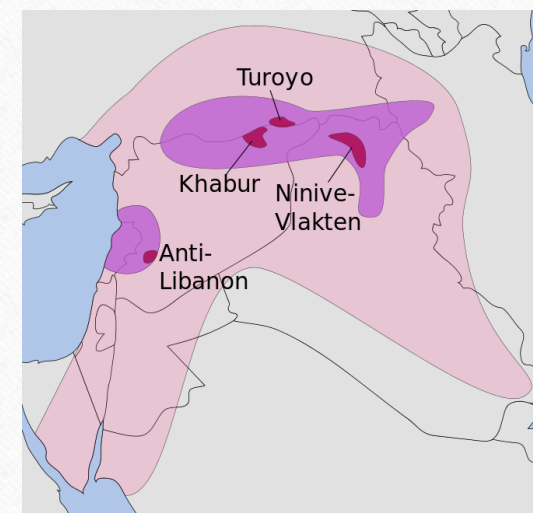 Turoyo
Khabur
Ninive-
Vlakten
Anti-
Libanon